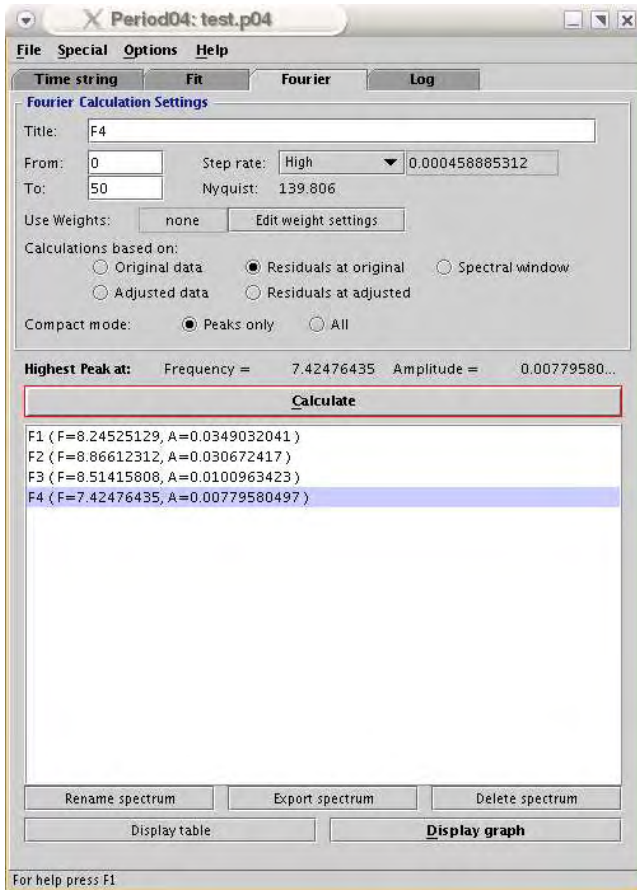 Period04: test.p04
File Special Options Help
Time string Fit Fourier Log
Fourier Calculation Settings
Title: F4
From: 0 Step rate: High 0.000458885312
To: 50 Nyquist: 139.806
Use Weights: none Edit weight settings
Calculations based on:
Original data Residuals at original Spectral window
Adjusted data Residuals at adjusted
Compact mode: Peaks only All
Highest Peak at: Frequency = 7.42476435 Amplitude = 0.00779580...
Calculate
F1 ( F=8.24525129, A=0.0349032041 )
F2 ( F=8.86612312, A=0.030672417 )
F3 ( F=8.51415808, A=0.0100963423 )
F4 ( F=7.42476435, A=0.00779580497 )
Rename spectrum Export spectrum Delete spectrum
Display table Display graph
For help press F1